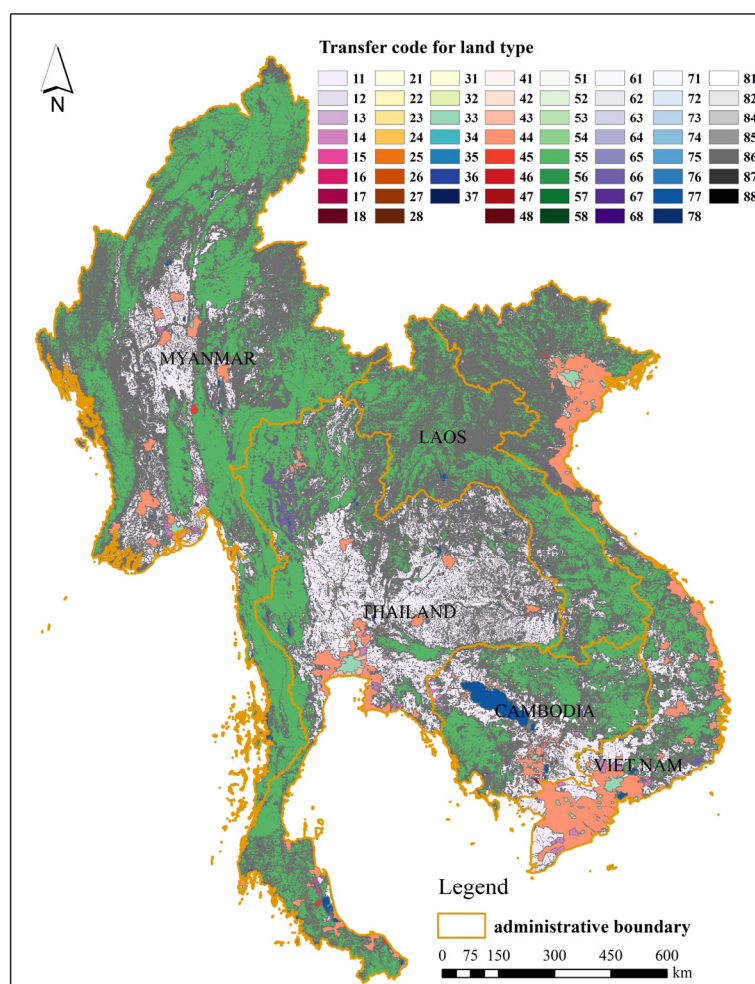 Transfer code for land type
11 21 31 41 51 61 71 81
12 22 32 42 52 62 72 82
13 23 33 43 53 63 73 84
14 24 34 44 54 64 74 85
15 25 35 45 55 65 75 86
16 26 36 46 56 66 76 87
17 27 37 47 57 67 77 88
18 28 48 58 68 78
N
MYANMAR
LAOS
THAILAND
CAMBODIA
VIET NAM
Legend
administrative boundary
0 75 150 300 450 600
km